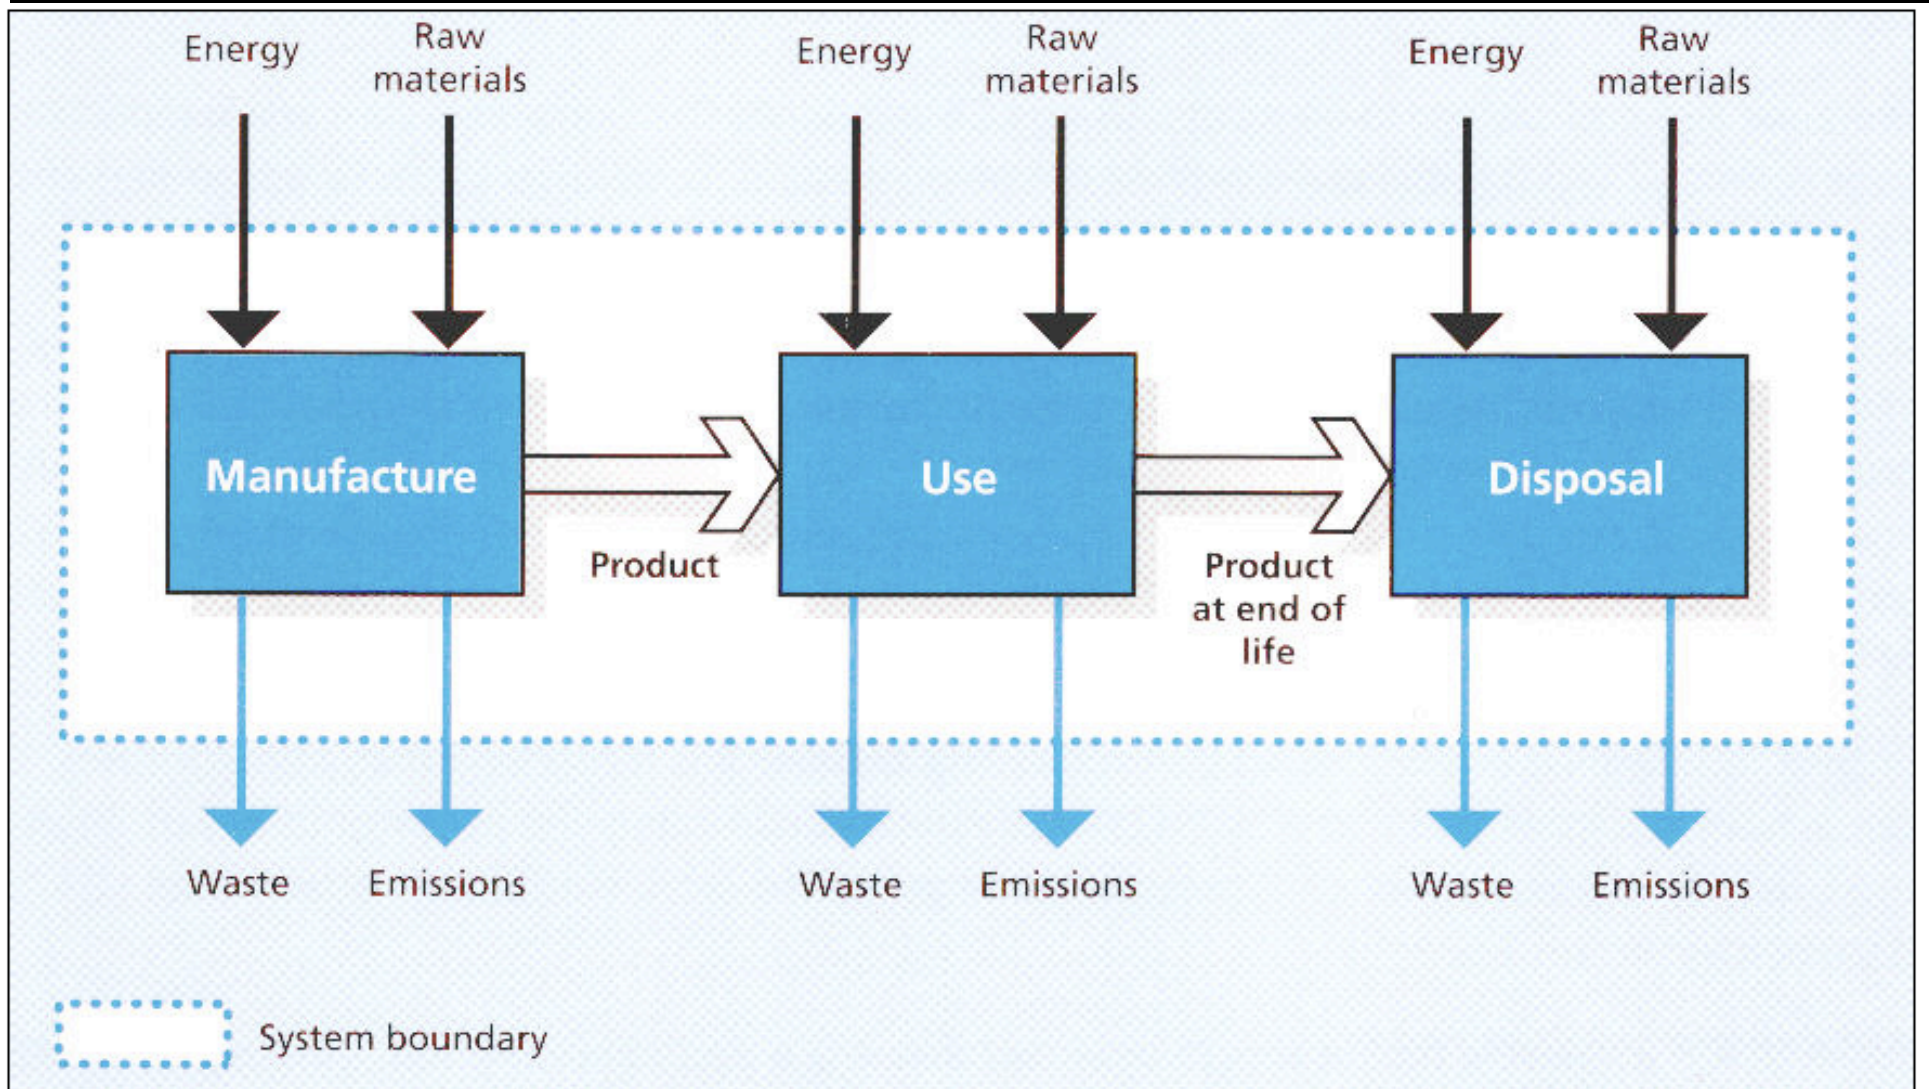 Energy
Raw
materials
Energy
Raw
materials
Energy
Raw
materials
Manufacture
Use
Disposal
Product
Product
at end of
life
Waste
Emissions
Waste
Emissions
Waste
Emissions
System boundary